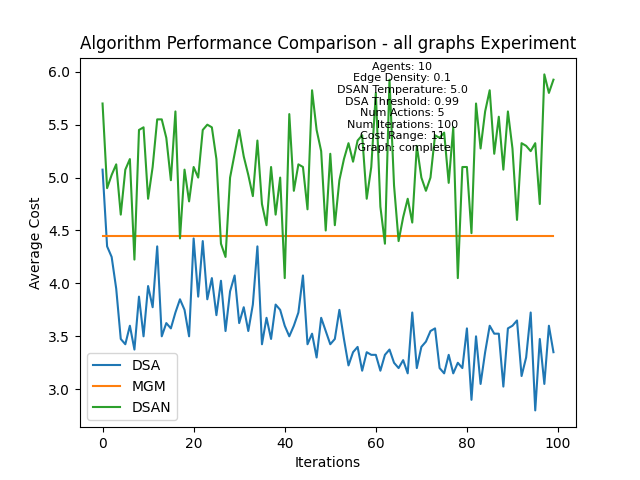 Algorithm Performance Comparison - all graphs Experiment
Agents: 10
Edge Density: 0.1
DSAN Temperature: 5.0
DSA Threshold: 0.99
Num Actions: 5
Num Iterations: 100
Cost Range:
Graph: complete
6.0
5.5
5.0
4.5
4.0
3.5
3.0
Average Cost
DSA
MGM
DSAN
0
20
40
60
80
100
Iterations